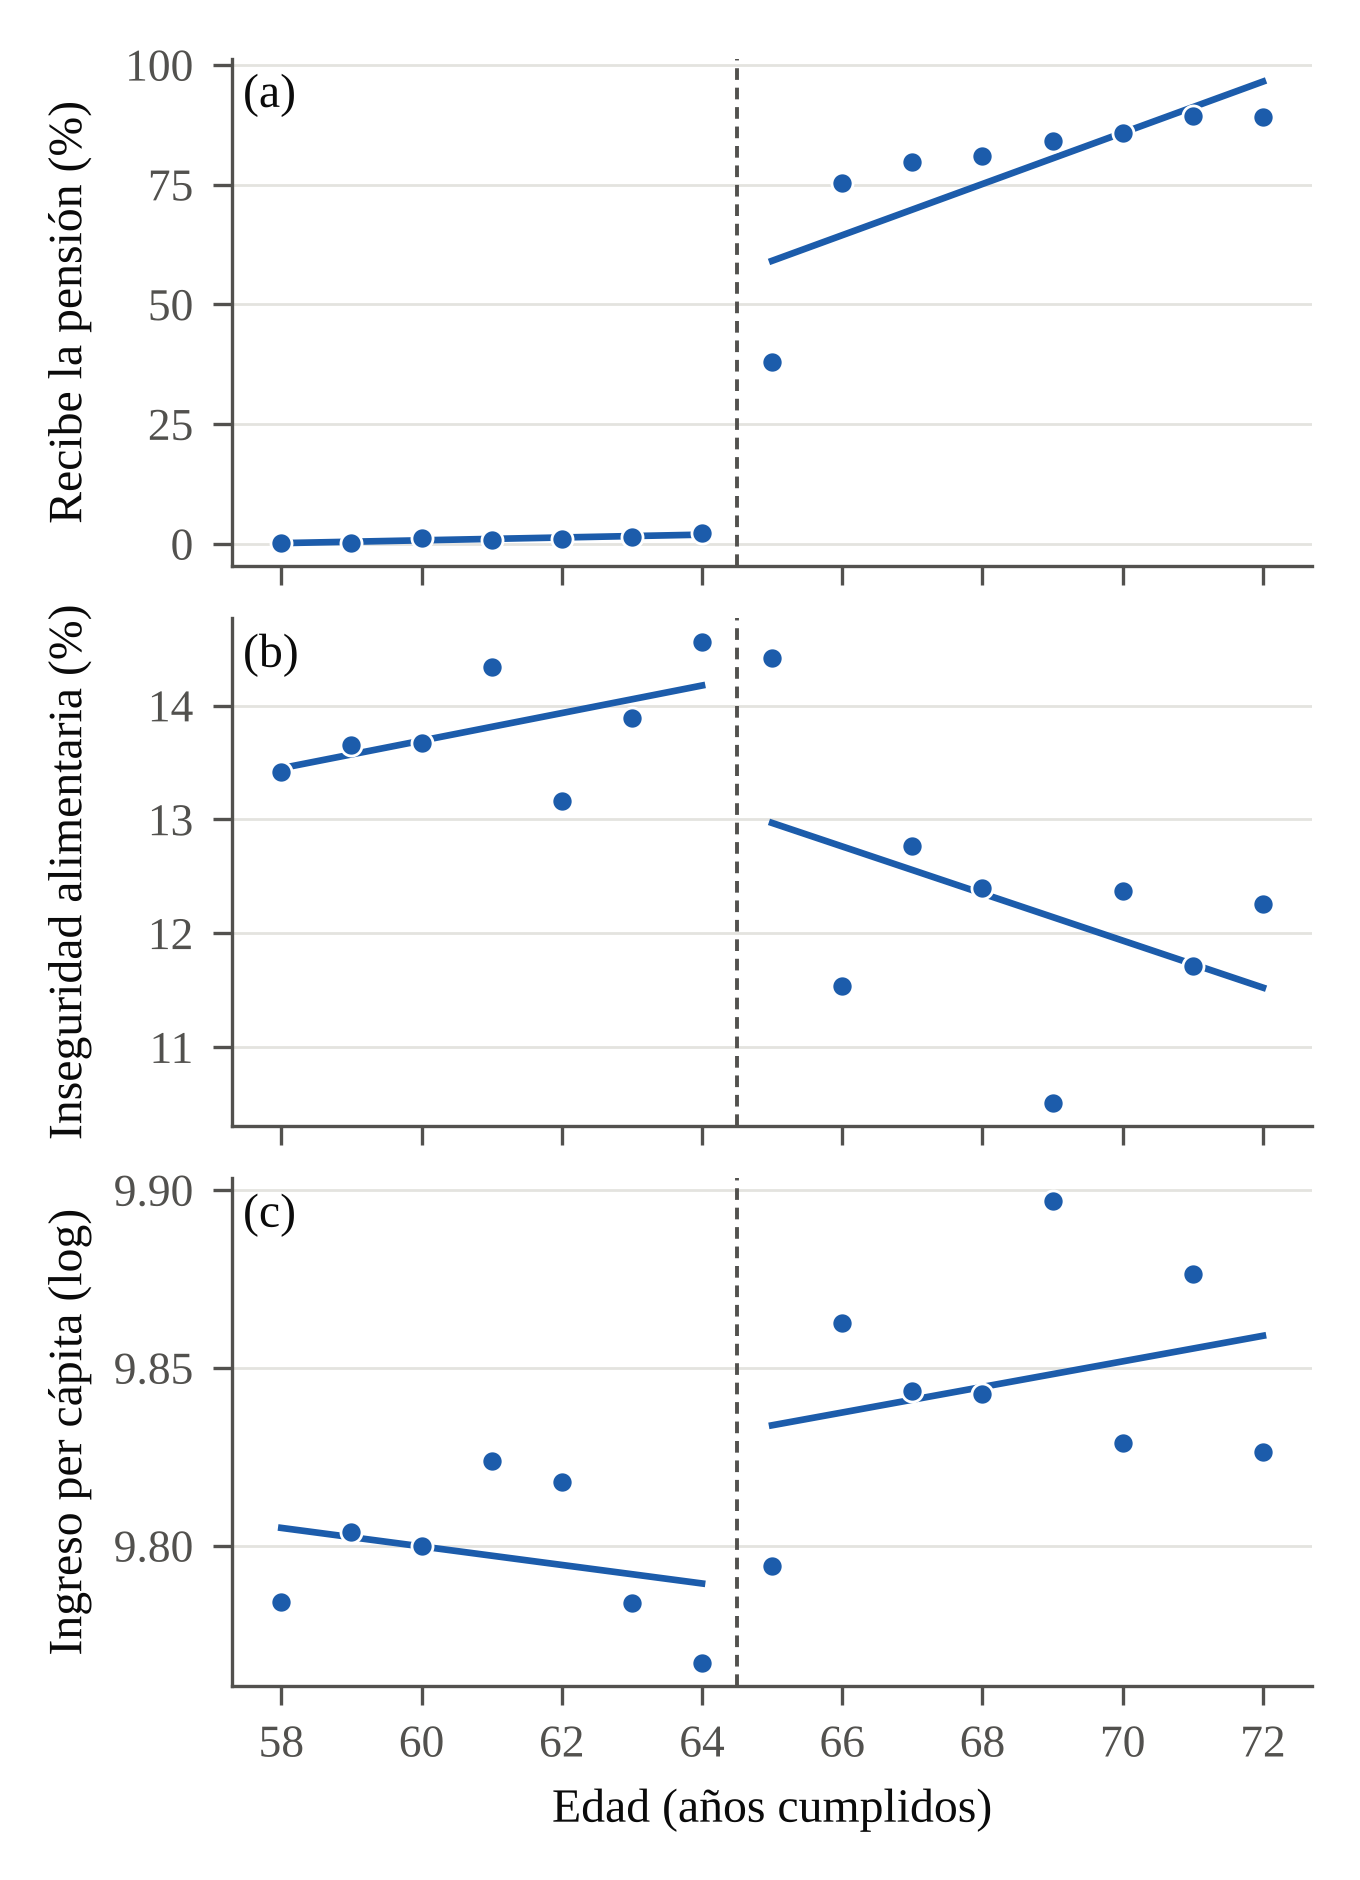 (a)
Recibe la pensión (%)
100
75
50
25
0
(b)
Inseguridad alimentaria (%)
14
13
12
11
(c)
Ingreso per cápita (log)
9.90
9.85
9.80
58 60 62 64 66 68 70 72
Edad (años cumplidos)